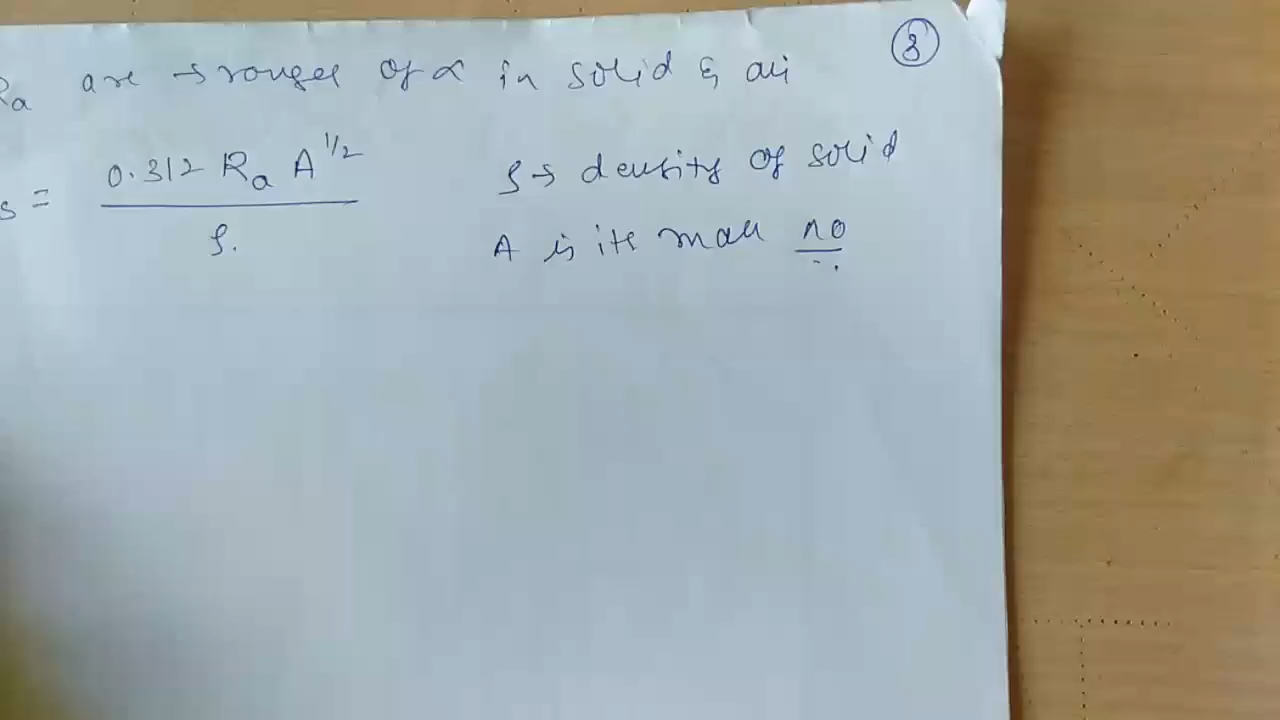 3
Ra are → ranges of α in solid & air
s = 0.312 Ra A^1/2 / ρ.
ρ → density of solid
A is its mass no